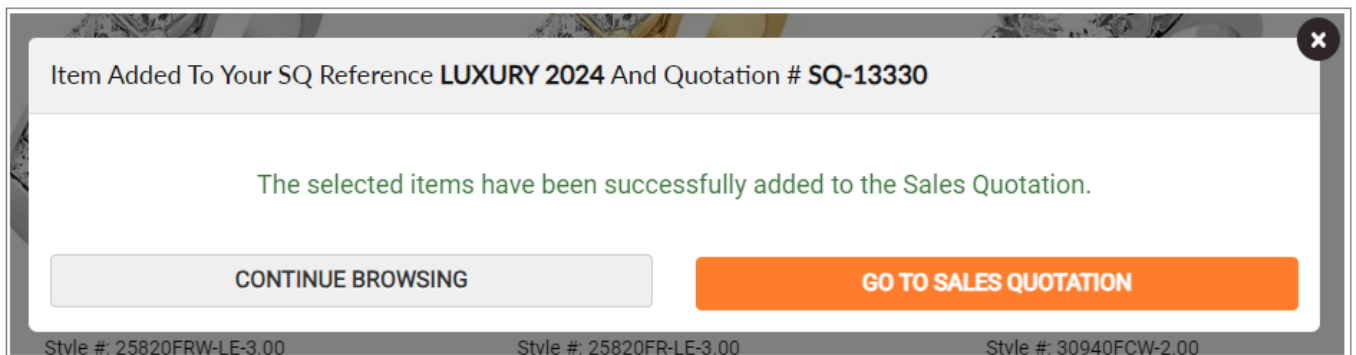 Item Added To Your SQ Reference LUXURY 2024 And Quotation # SQ-13330
The selected items have been successfully added to the Sales Quotation.
CONTINUE BROWSING
GO TO SALES QUOTATION
Style #: 25820FRW-LE-3.00
Style #: 25820FR-LE-3.00
Style #: 30940FCW-2.00